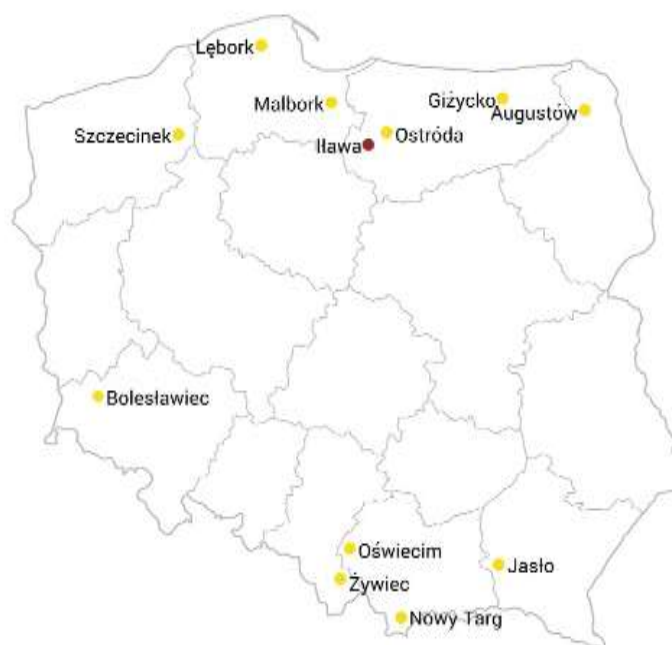 Lębork
Malbork
Giżycko
Augustów
Szczecinek
Ostróda
Iława
Bolesławiec
Oświecim
Jasło
Żywiec
Nowy Targ